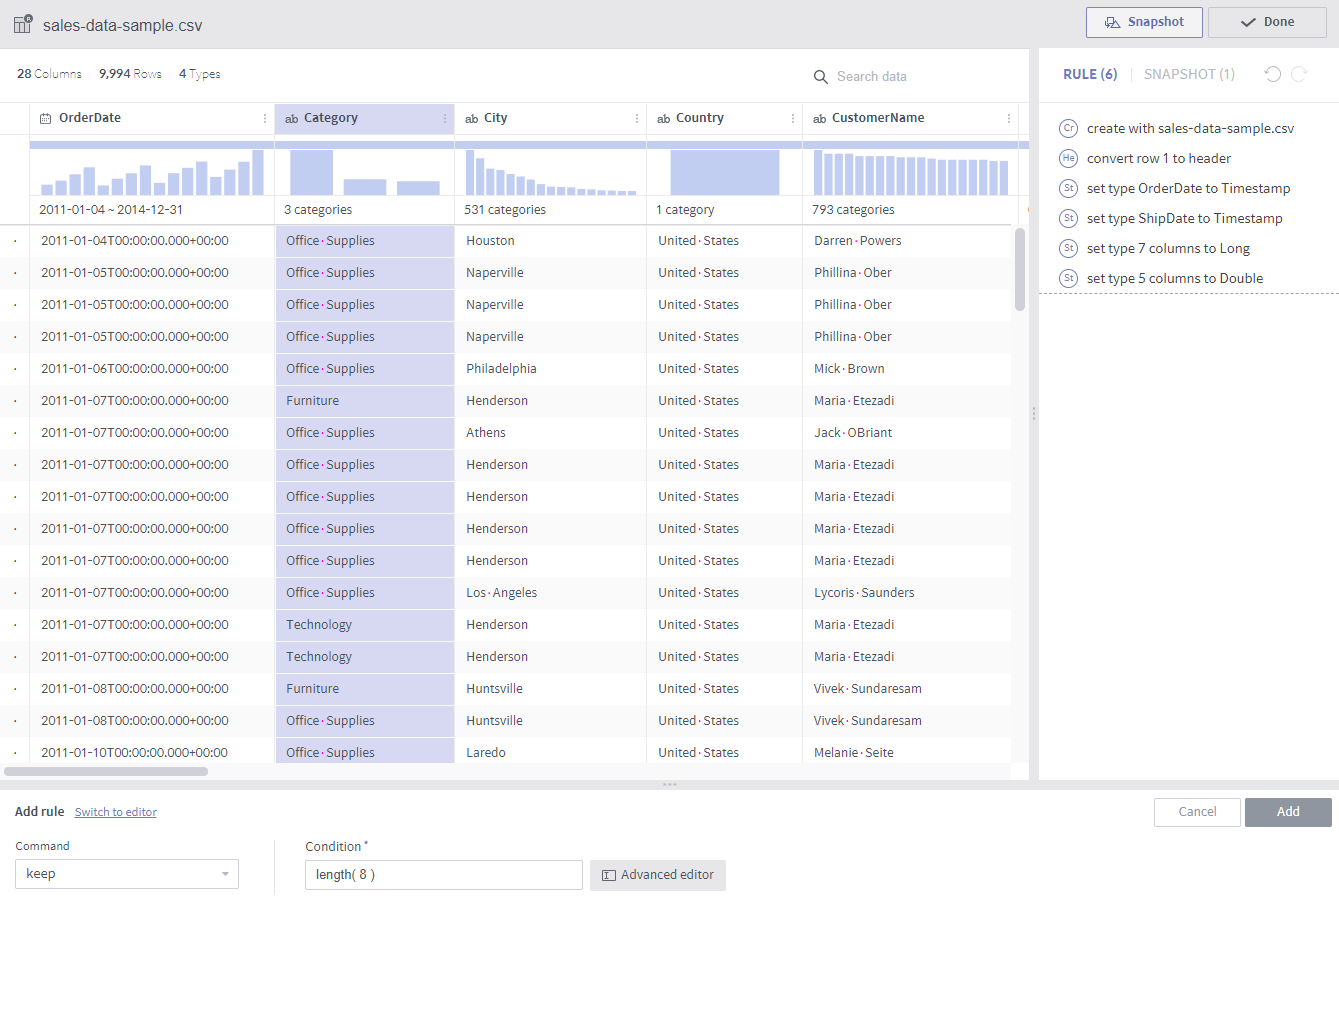 sales-data-sample.csv
Snapshot
Done
28 Columns 9,994 Rows 4 Types
Search data
RULE (6)
SNAPSHOT (1)
OrderDate
ab Category
ab City
ab Country
ab CustomerName
2011-01-04 ~ 2014-12-31
3 categories
531 categories
1 category
793 categories
2011-01-04T00:00:00.000+00:00 Office·Supplies Houston United·States Darren·Powers
2011-01-05T00:00:00.000+00:00 Office·Supplies Naperville United·States Phillina·Ober
2011-01-05T00:00:00.000+00:00 Office·Supplies Naperville United·States Phillina·Ober
2011-01-05T00:00:00.000+00:00 Office·Supplies Naperville United·States Phillina·Ober
2011-01-06T00:00:00.000+00:00 Office·Supplies Philadelphia United·States Mick·Brown
2011-01-07T00:00:00.000+00:00 Furniture Henderson United·States Maria·Etezadi
2011-01-07T00:00:00.000+00:00 Office·Supplies Athens United·States Jack·OBriant
2011-01-07T00:00:00.000+00:00 Office·Supplies Henderson United·States Maria·Etezadi
2011-01-07T00:00:00.000+00:00 Office·Supplies Henderson United·States Maria·Etezadi
2011-01-07T00:00:00.000+00:00 Office·Supplies Henderson United·States Maria·Etezadi
2011-01-07T00:00:00.000+00:00 Office·Supplies Henderson United·States Maria·Etezadi
2011-01-07T00:00:00.000+00:00 Office·Supplies Los·Angeles United·States Lycoris·Saunders
2011-01-07T00:00:00.000+00:00 Technology Henderson United·States Maria·Etezadi
2011-01-07T00:00:00.000+00:00 Technology Henderson United·States Maria·Etezadi
2011-01-08T00:00:00.000+00:00 Furniture Huntsville United·States Vivek·Sundaresam
2011-01-08T00:00:00.000+00:00 Office·Supplies Huntsville United·States Vivek·Sundaresam
2011-01-10T00:00:00.000+00:00 Office·Supplies Laredo United·States Melanie·Seite
Cr create with sales-data-sample.csv
He convert row 1 to header
St set type OrderDate to Timestamp
St set type ShipDate to Timestamp
St set type 7 columns to Long
St set type 5 columns to Double
Add rule Switch to editor
Cancel
Add
Command
keep
Condition *
length( 8 )
Advanced editor